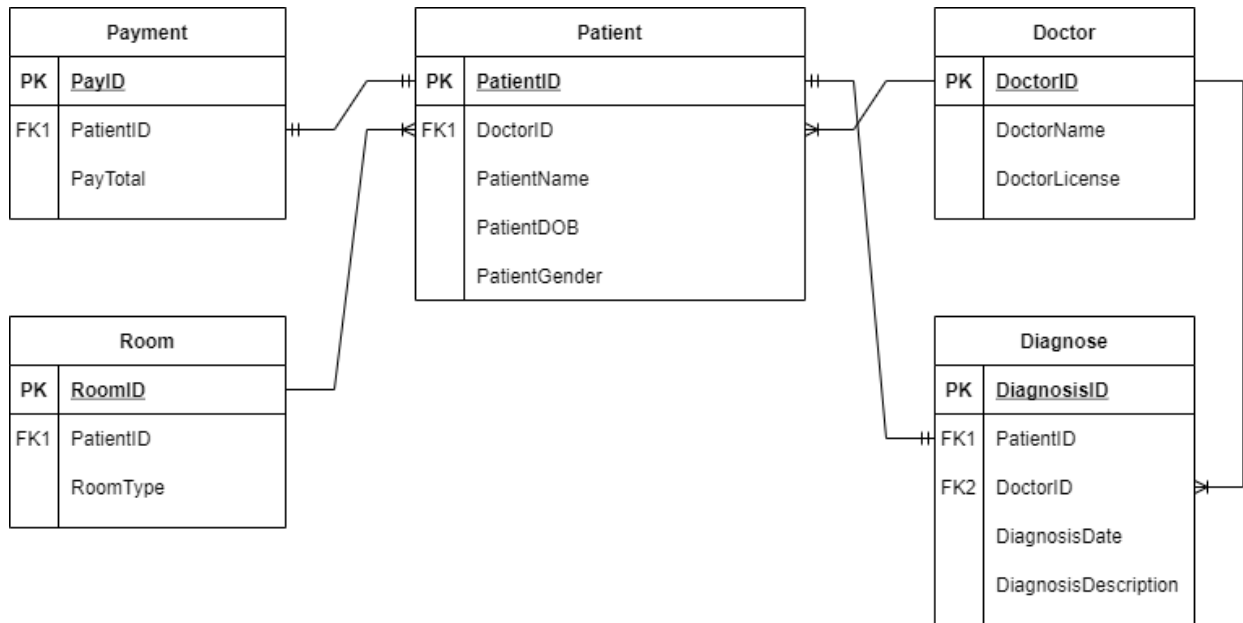 Payment
PK PayID
FK1 PatientID
PayTotal
Patient
PK PatientID
FK1 DoctorID
PatientName
PatientDOB
PatientGender
Doctor
PK DoctorID
DoctorName
DoctorLicense
Room
PK RoomID
FK1 PatientID
RoomType
Diagnose
PK DiagnosisID
FK1 PatientID
FK2 DoctorID
DiagnosisDate
DiagnosisDescription